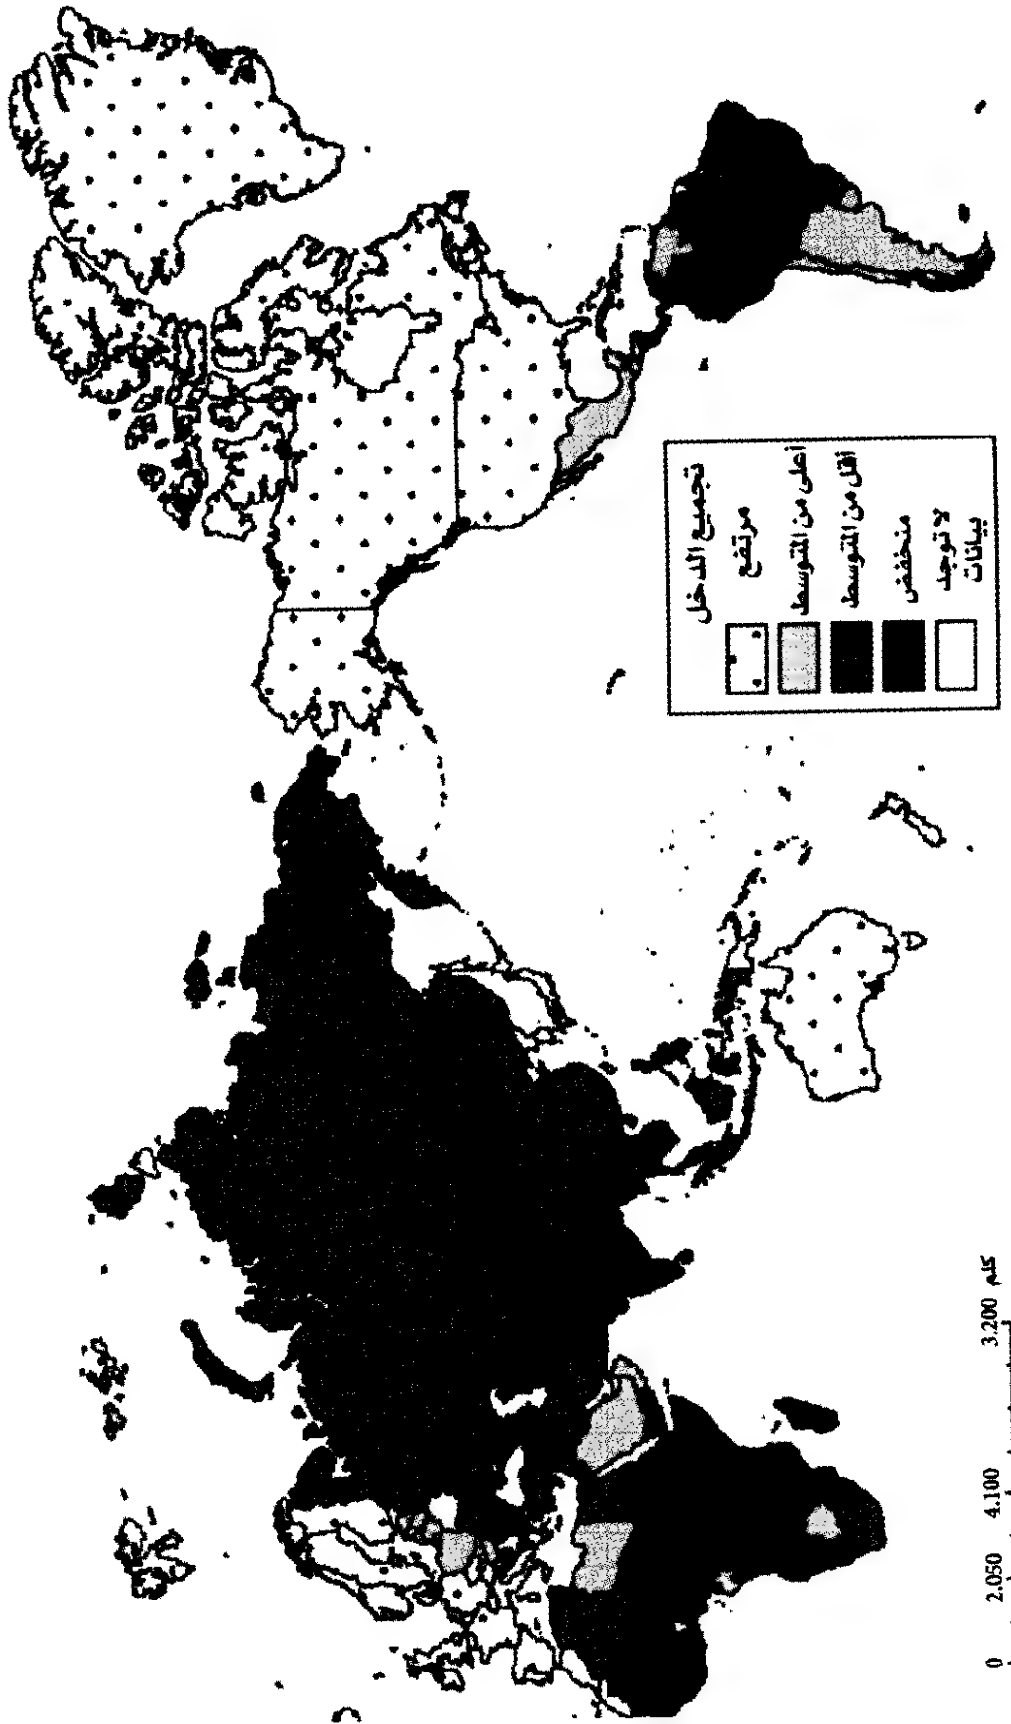 تجميع الدخل
مرتفع
أعلى من المتوسط
أقل من المتوسط
منخفض
لا توجد
بيانات
0 2.050 4.100 3.200 كلم